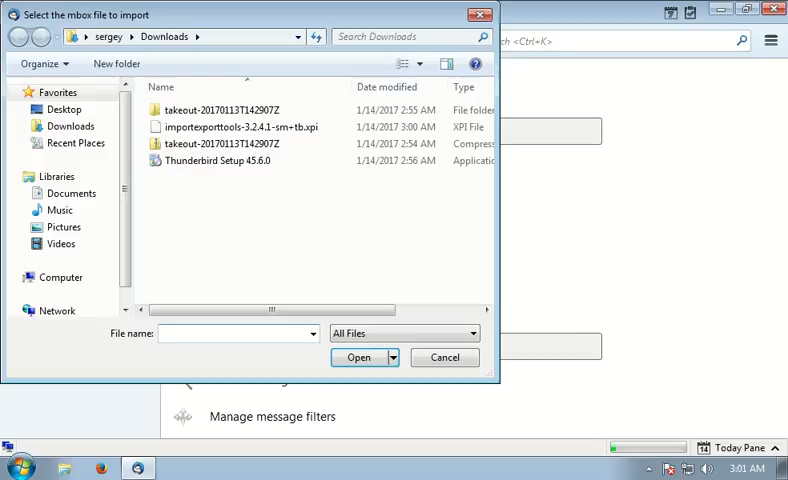 Select the mbox file to import
sergey Downloads
Search Downloads
ch <Ctrl+K>
Organize New folder
Favorites
Desktop
Downloads
Recent Places
Libraries
Documents
Music
Pictures
Videos
Computer
Network
Name Date modified Type
takeout-20170113T142907Z 1/14/2017 2:55 AM File folder
importexporttools-3.2.4.1-sm+tb.xpi 1/14/2017 3:00 AM XPI File
takeout-20170113T142907Z 1/14/2017 2:54 AM Compress
Thunderbird Setup 45.6.0 1/14/2017 2:56 AM Applicatio
File name: All Files
Open Cancel
Manage message filters
14 Today Pane
3:01 AM